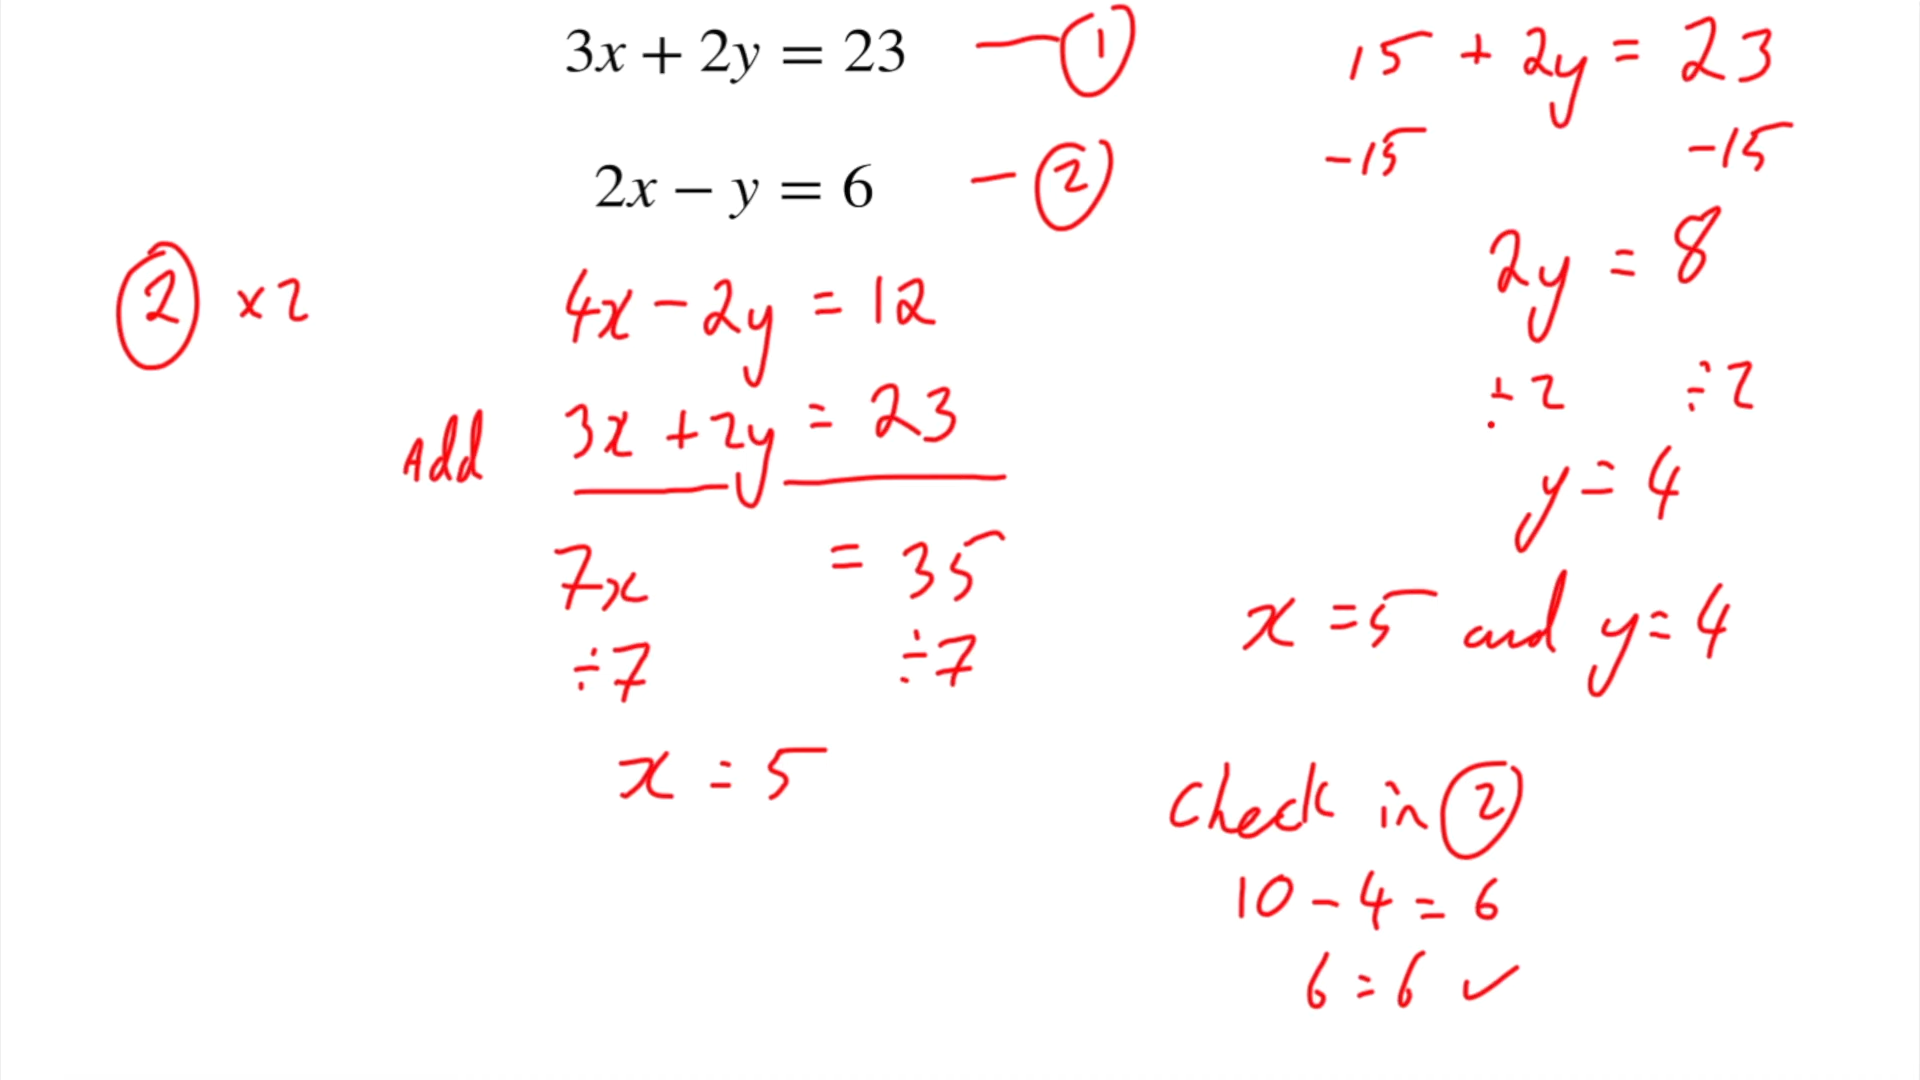 3x + 2y = 23 — ①
2x − y = 6 − ②
② ×2 4x − 2y = 12
Add 3x + 2y = 23
7x = 35
÷7 ÷7
x = 5
15 + 2y = 23
−15 −15
2y = 8
÷2 ÷2
y = 4
x = 5 and y = 4
Check in ②
10 − 4 = 6
6 = 6 ✓